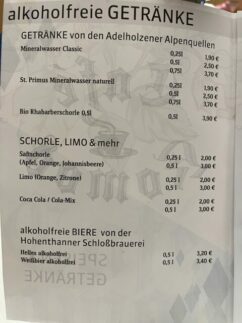 alkoholfreie GETRÄNKE
GETRÄNKE von den Adelholzener Alpenquellen
Mineralwasser Classic
0,25l 1,90 €
0,5l 2,50 €
0,75l 3,70 €
St. Primus Mineralwasser naturell
0,25l 1,90 €
0,5l 2,50 €
0,75l 3,70 €
Bio Rhabarberschorle 0,5l
0,5l 3,90 €
SCHORLE, LIMO & mehr
Saftschorle
(Apfel, Orange, Johannisbeere)
0,25 l 2,00 €
0,5 l 3,00 €
Limo (Orange, Zitrone)
0,25 l 2,00 €
0,5 l 3,00 €
Coca Cola / Cola-Mix
0,25 l 2,00 €
0,5 l 3,00 €
alkoholfreie BIERE von der
Hohenthanner Schloßbrauerei
Helles alkoholfrei 0,5 l 3,20 €
Weißbier alkoholfrei 0,5 l 3,40 €